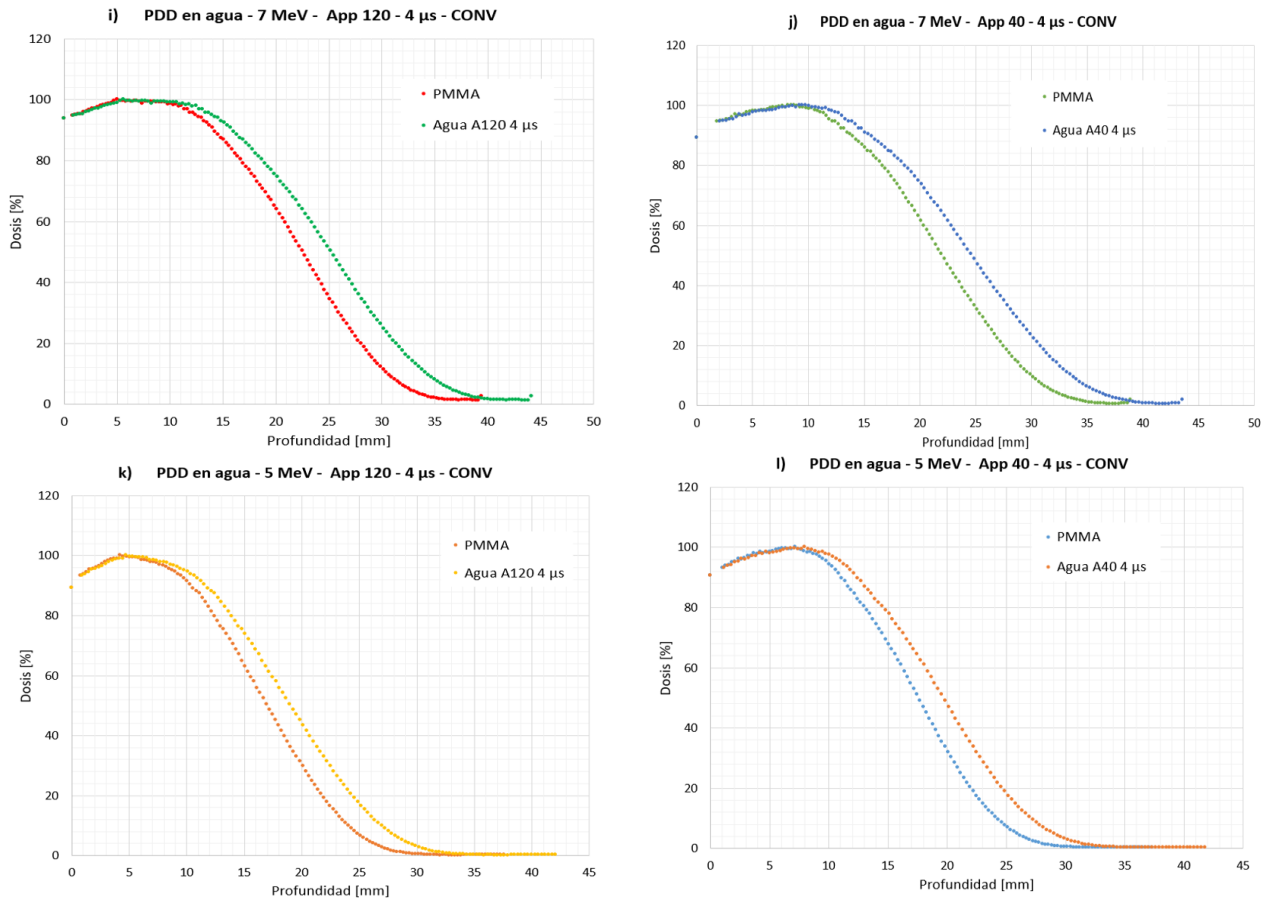 i) PDD en agua - 7 MeV - App 120 - 4 µs - CONV
120
100
80
60
40
20
0
0 5 10 15 20 25 30 35 40 45 50
Dosis [%]
Profundidad [mm]
PMMA
Agua A120 4 µs
j) PDD en agua - 7 MeV - App 40 - 4 µs - CONV
120
100
80
60
40
20
0
0 5 10 15 20 25 30 35 40 45 50
Dosis [%]
Profundidad [mm]
PMMA
Agua A40 4 µs
k) PDD en agua - 5 MeV - App 120 - 4 µs - CONV
120
100
80
60
40
20
0
0 5 10 15 20 25 30 35 40 45
Dosis [%]
Profundidad [mm]
PMMA
Agua A120 4 µs
l) PDD en agua - 5 MeV - App 40 - 4 µs - CONV
120
100
80
60
40
20
0
0 5 10 15 20 25 30 35 40 45
Dosis [%]
Profundidad [mm]
PMMA
Agua A40 4 µs